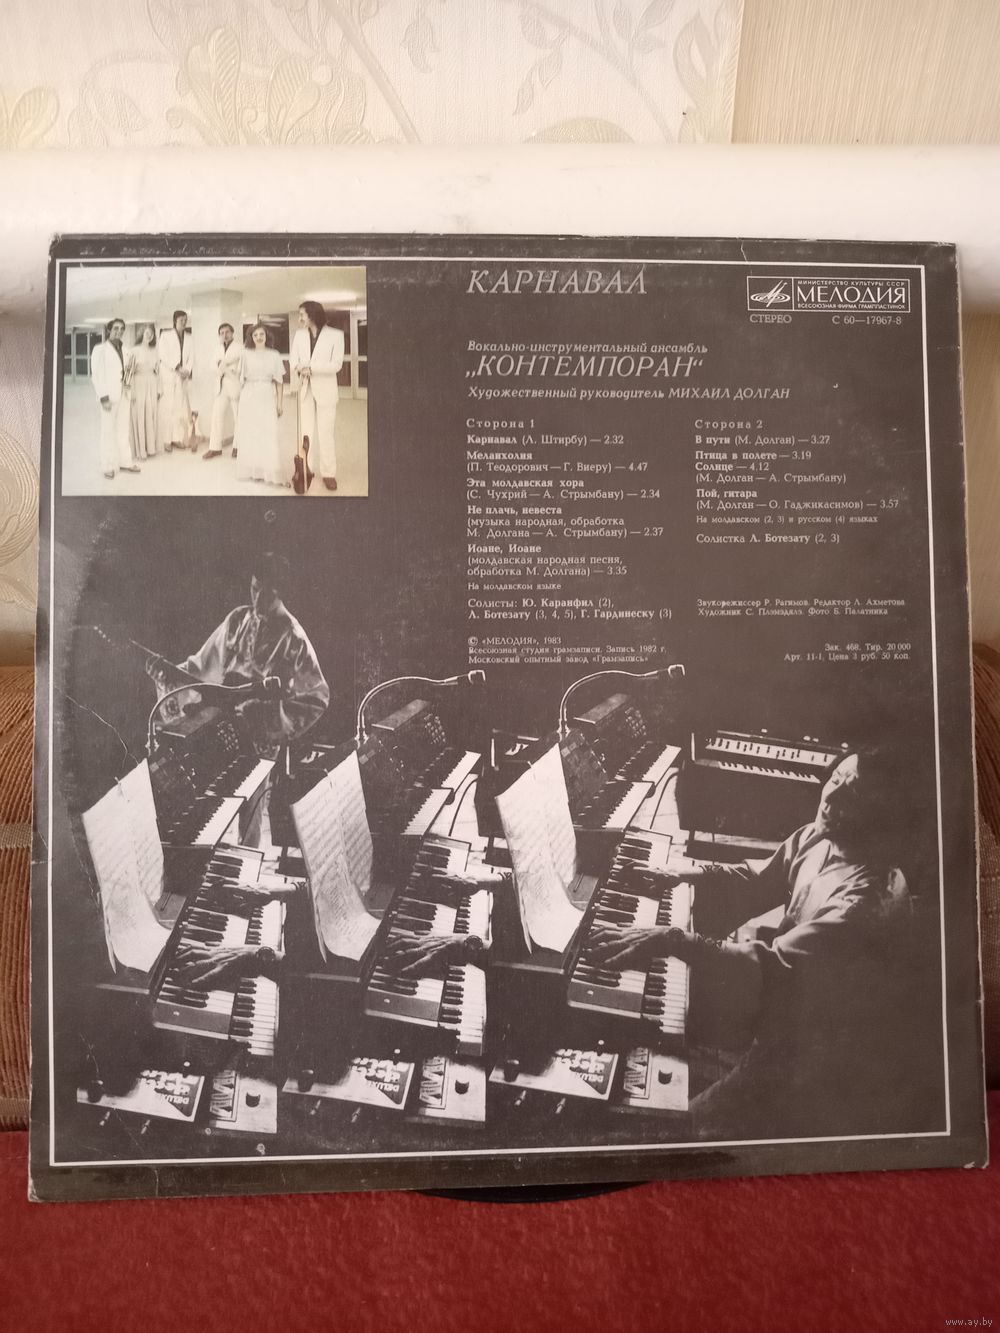 КАРНАВАЛ
МИНИСТЕРСТВО КУЛЬТУРЫ СССР
МЕЛОДИЯ
ВСЕСОЮЗНАЯ ФИРМА ГРАМПЛАСТИНОК
СТЕРЕО С 60—17967-8
Вокально-инструментальный ансамбль
„КОНТЕМПОРАН“
Художественный руководитель МИХАИЛ ДОЛГАН
Сторона 1
Карнавал (Л. Штирбу) — 2.32
Меланхолия
(П. Теодорович — Г. Виеру) — 4.47
Эта молдавская хора
(С. Чухрий — А. Стрымбану) — 2.34
Не плачь, невеста
(музыка народная, обработка
М. Долгана — А. Стрымбану) — 2.37
Иоане, Иоане
(молдавская народная песня,
обработка М. Долгана) — 3.35
На молдавском языке
Солисты: Ю. Каранфил (2),
Л. Ботезату (3, 4, 5), Г. Гардинеску (3)
Ⓟ «МЕЛОДИЯ», 1983
Всесоюзная студия грамзаписи. Запись 1982 г.
Московский опытный завод «Грамзапись»
Сторона 2
В пути (М. Долган) — 3.27
Птица в полете — 3.19
Солнце — 4.12
(М. Долган — А. Стрымбану)
Пой, гитара
(М. Долган — О. Гаджикасимов) — 3.57
На молдавском (2, 3) и русском (4) языках
Солистка Л. Ботезату (2, 3)
Звукорежиссер Р. Рагимов. Редактор Л. Ахметова
Художник С. Плэмэдялэ. Фото Б. Палатника
Зак. 468. Тир. 20 000
Арт. 11-1. Цена 3 руб. 50 коп.
www.ay.by